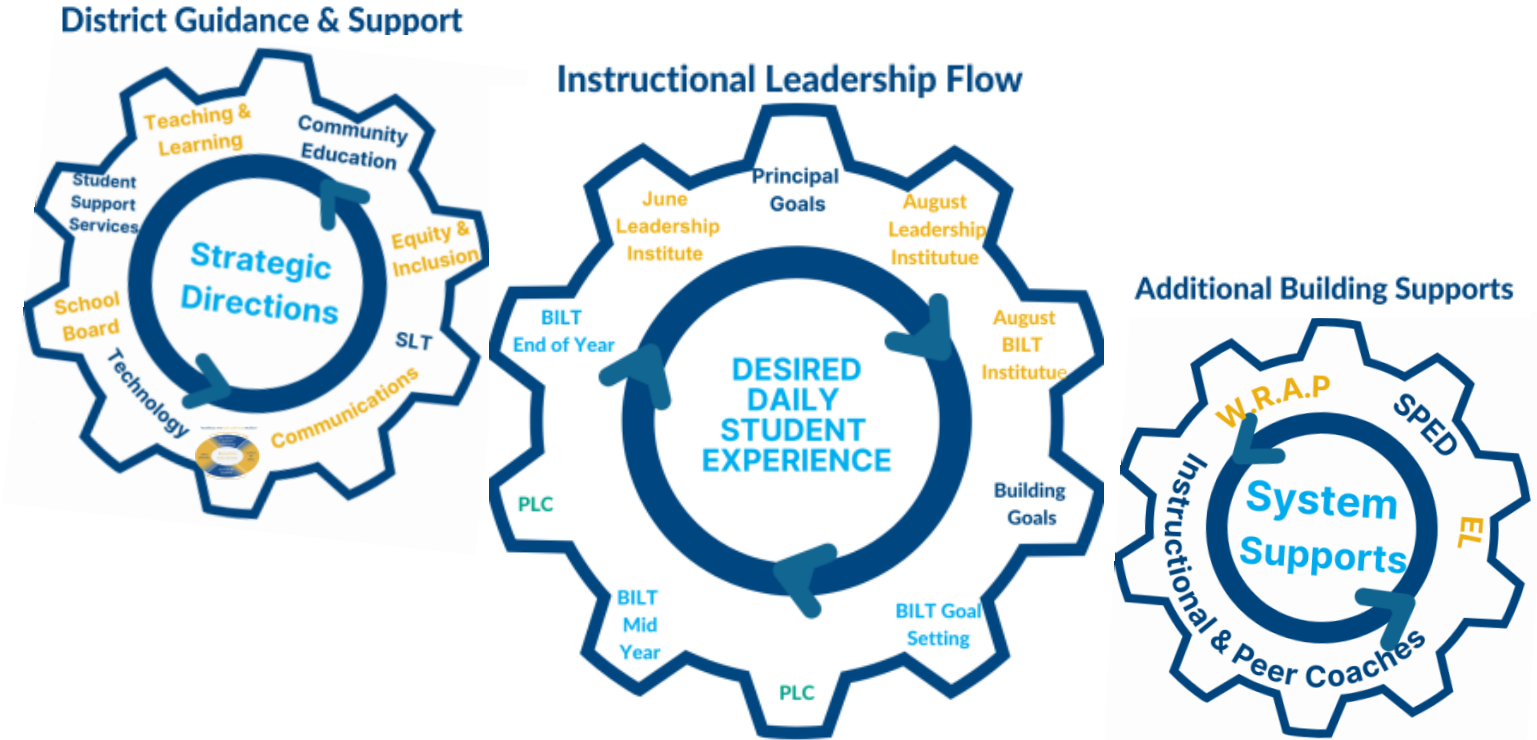 District Guidance & Support
Teaching &
Learning
Community
Education
Student
Support
Services
Equity &
Inclusion
Strategic
Directions
School
Board
SLT
Technology
Communications
Instructional Leadership Flow
Principal
Goals
June
Leadership
Institute
August
Leadership
Institutue
BILT
End of Year
August
BILT
Institutue
DESIRED
DAILY
STUDENT
EXPERIENCE
PLC
Building
Goals
BILT
Mid
Year
BILT Goal
Setting
PLC
Additional Building Supports
W.R.A.P
SPED
EL
System
Supports
Instructional & Peer Coaches